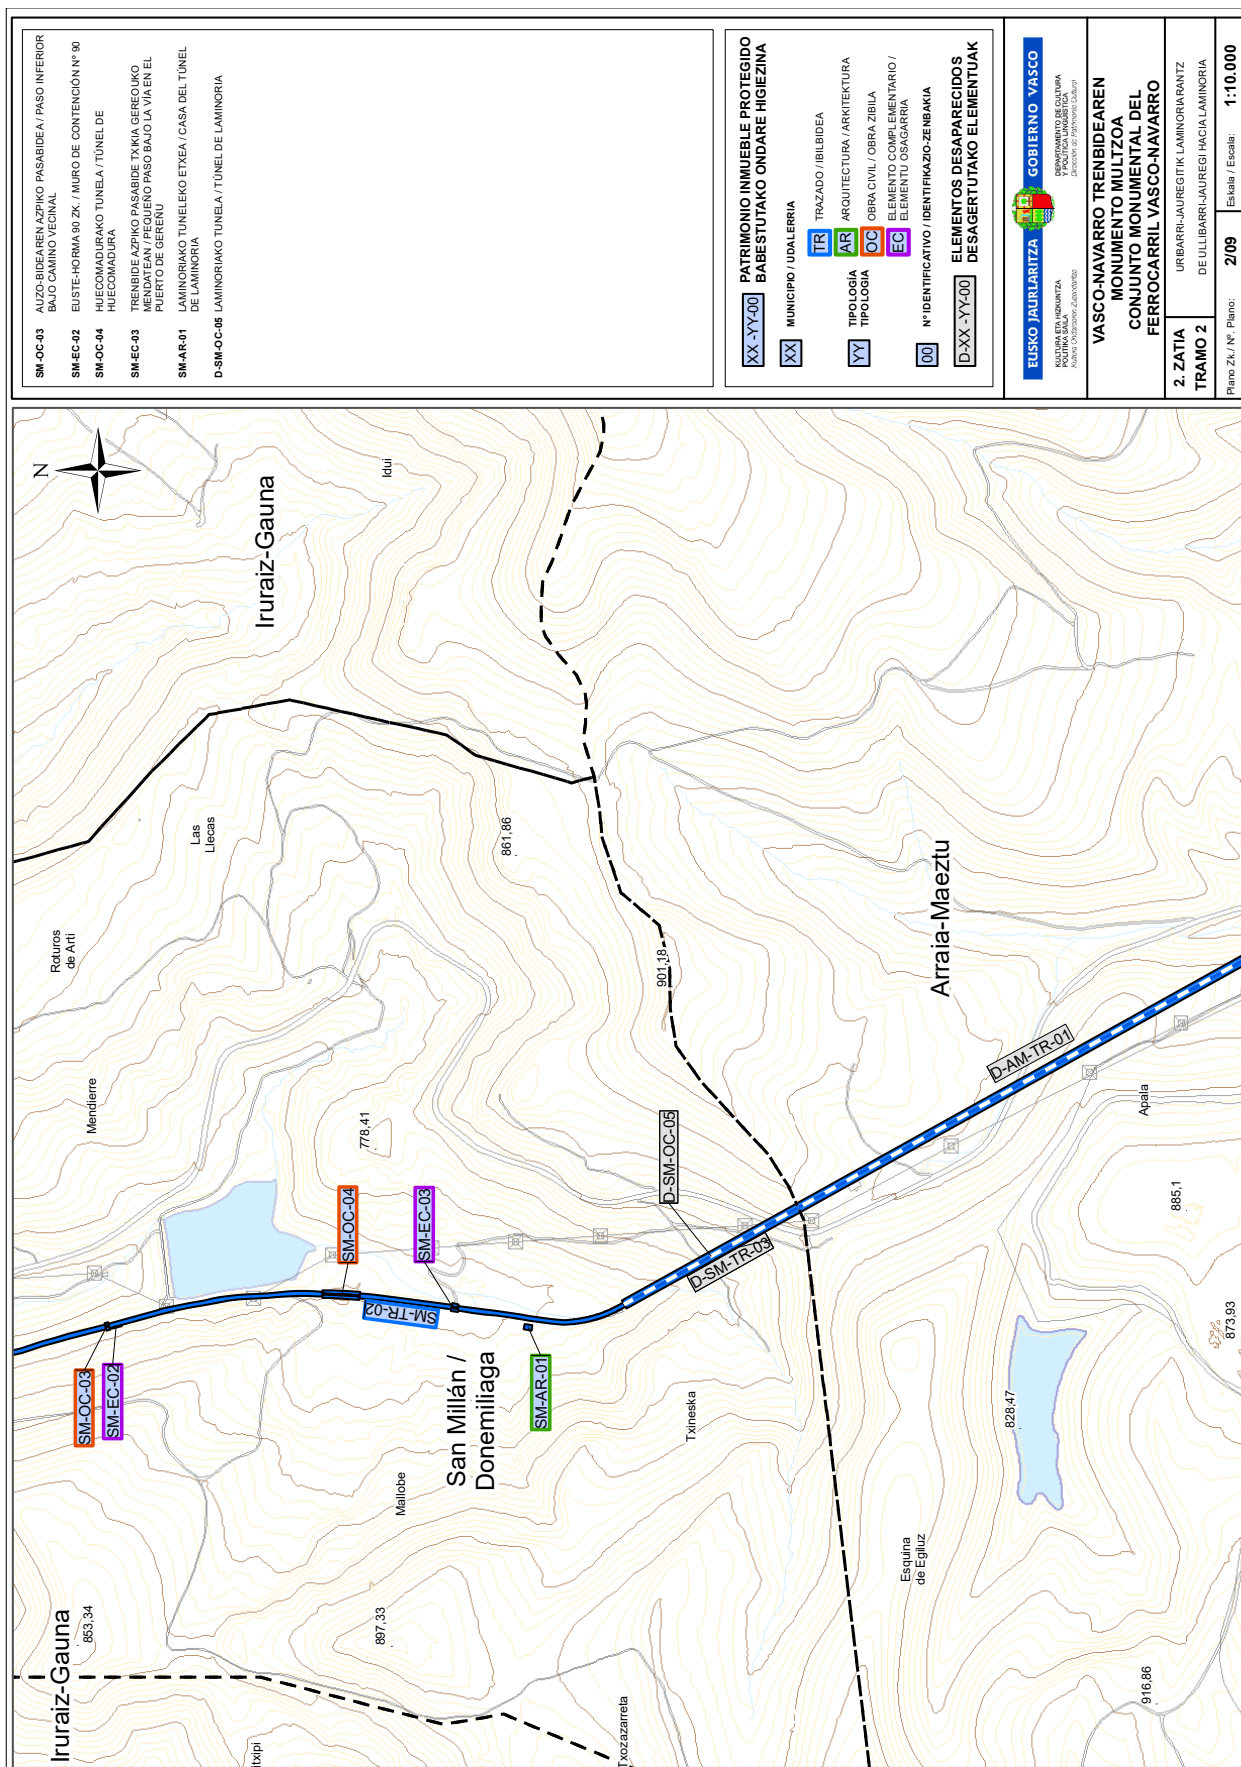 SM-OC-03 AUZO-BIDEAREN AZPIKO PASABIDEA / PASO INFERIOR
BAJO CAMINO VECINAL
SM-EC-02 EUSTE-HORMA 90 ZK. / MURO DE CONTENCIÓN Nº 90
SM-OC-04 HUECOMADURAKO TUNELA / TÚNEL DE
HUECOMADURA
SM-EC-03 TRENBIDE AZPIKO PASABIDE TXIKIA GEREOUKO
MENDATEAN / PEQUEÑO PASO BAJO LA VÍA EN EL
PUERTO DE GEREÑU
SM-AR-01 LAMINORIAKO TUNELEKO ETXEA / CASA DEL TÚNEL
DE LAMINORIA
D-SM-OC-05 LAMINORIAKO TUNELA / TÚNEL DE LAMINORIA
XX -YY-00 PATRIMONIO INMUEBLE PROTEGIDO
BABESTUTAKO ONDARE HIGIEZINA
XX MUNICIPIO / UDALERRIA
YY TIPOLOGÍA
TIPOLOGIA
TR TRAZADO / IBILBIDEA
AR ARQUITECTURA / ARKITEKTURA
OC OBRA CIVIL / OBRA ZIBILA
EC ELEMENTO COMPLEMENTARIO /
ELEMENTU OSAGARRIA
00 Nº IDENTIFICATIVO / IDENTIFIKAZIO-ZENBAKIA
D-XX -YY-00 ELEMENTOS DESAPARECIDOS
DESAGERTUTAKO ELEMENTUAK
EUSKO JAURLARITZA GOBIERNO VASCO
KULTURA ETA HIZKUNTZA
POLITIKA SAILA
Kultura Ondarearen Zuzendaritza
DEPARTAMENTO DE CULTURA
Y POLÍTICA LINGÜÍSTICA
Dirección de Patrimonio Cultural
VASCO-NAVARRO TRENBIDEAREN
MONUMENTO MULTZOA
CONJUNTO MONUMENTAL DEL
FERROCARRIL VASCO-NAVARRO
2. ZATIA
TRAMO 2
URIBARRI-JAUREGITIK LAMINORIARANTZ
DE ULLIBARRI-JAUREGI HACIA LAMINORIA
Plano Zk./ Nº. Plano: 2/09
Eskala / Escala: 1:10.000
N
Idui
Iruraiz-Gauna
Las
Llecas
861,86
Roturos
de Arti
901,18
Arraia-Maeztu
Mendierre
778,41
D-AM-TR-01
Apala
D-SM-OC-05
885,1
SM-OC-04
SM-EC-03
D-SM-TR-03
SM-TR-02
SM-OC-03
SM-EC-02
SM-AR-01
San Millán /
Donemiliaga
Txineska
873,93
828,47
Mallobe
Esquina
de Egiluz
Iruraiz-Gauna
853,34
897,33
916,86
itxipi
Txozazarreta